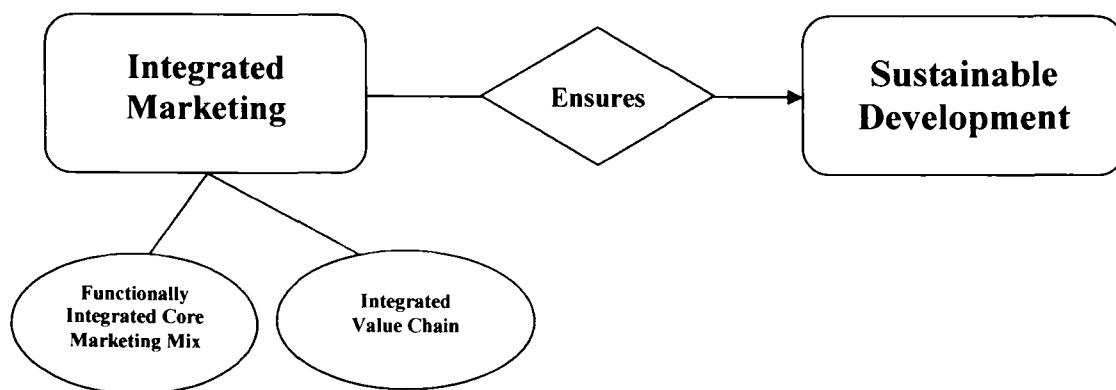 Integrated
Marketing
Ensures
Sustainable
Development
Functionally
Integrated Core
Marketing Mix
Integrated
Value Chain